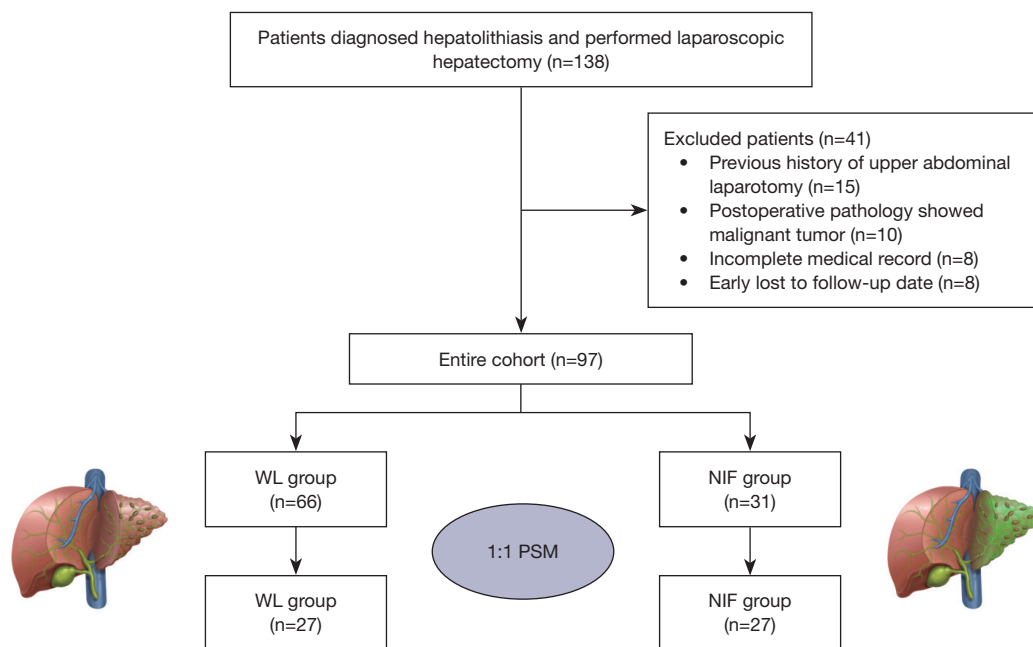 Patients diagnosed hepatolithiasis and performed laparoscopic
hepatectomy (n=138)
Excluded patients (n=41)
• Previous history of upper abdominal
laparotomy (n=15)
• Postoperative pathology showed
malignant tumor (n=10)
• Incomplete medical record (n=8)
• Early lost to follow-up date (n=8)
Entire cohort (n=97)
WL group
(n=66)
NIF group
(n=31)
1:1 PSM
WL group
(n=27)
NIF group
(n=27)